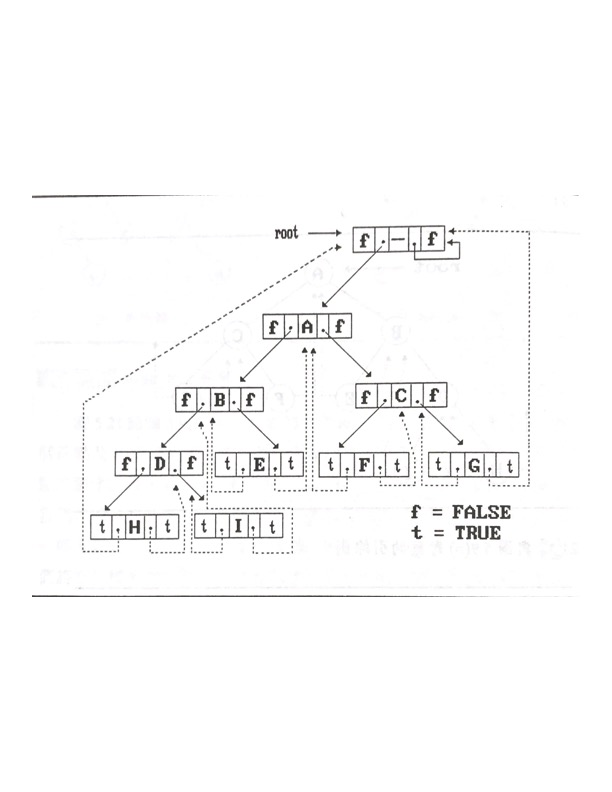 root
f . — . f
f . A . f
f . B . f
f . C . f
f . D . f
t . E . t
t . F . t
t . G . t
t . H . t
t . I . t
f = FALSE
t = TRUE